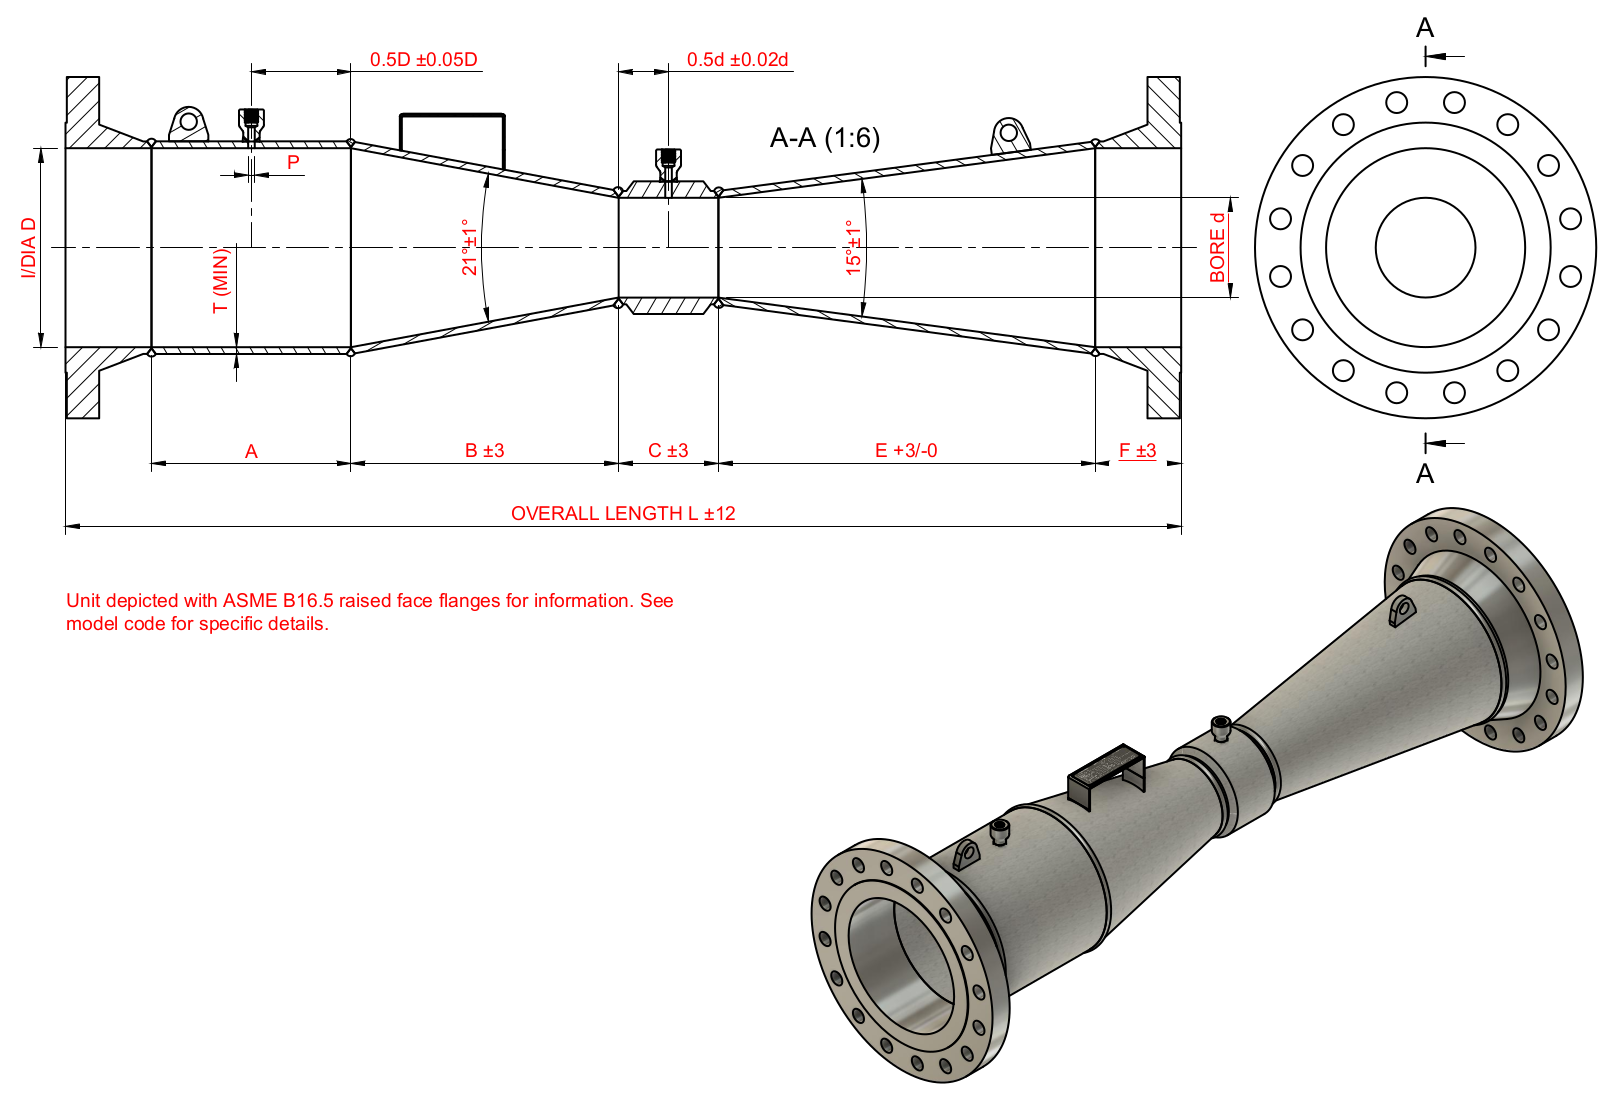 0.5D ±0.05D
0.5d ±0.02d
A
A-A (1:6)
P
I/DIA D
T (MIN)
21°±1°
15°±1°
BORE d
A
B ±3
C ±3
E +3/-0
F ±3
A
OVERALL LENGTH L ±12
Unit depicted with ASME B16.5 raised face flanges for information. See
model code for specific details.